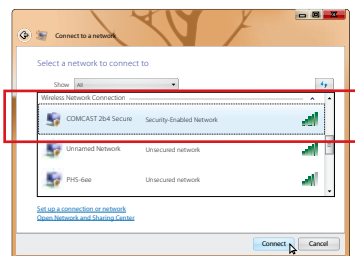 Connect to a network
Select a network to connect to
Show All
Wireless Network Connection
COMCAST 2b4 Secure Security-Enabled Network
Unnamed Network Unsecured network
PHS-6ee Unsecured network
Set up a connection or network
Open Network and Sharing Center
Connect Cancel